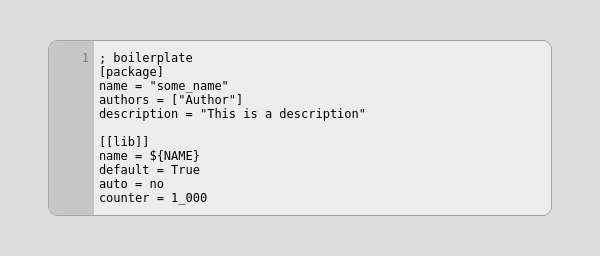 1 ; boilerplate
[package]
name = "some_name"
authors = ["Author"]
description = "This is a description"

[[lib]]
name = ${NAME}
default = True
auto = no
counter = 1_000